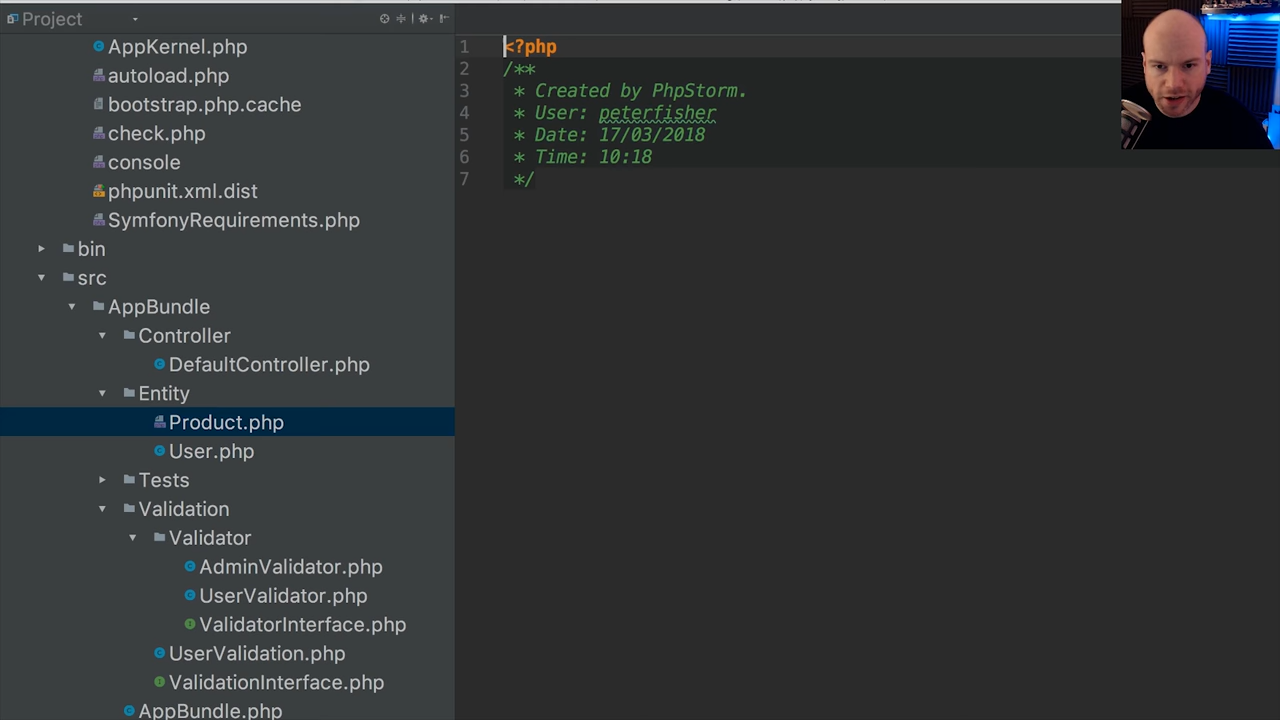 Project
AppKernel.php
autoload.php
bootstrap.php.cache
check.php
console
phpunit.xml.dist
SymfonyRequirements.php
bin
src
AppBundle
Controller
DefaultController.php
Entity
Product.php
User.php
Tests
Validation
Validator
AdminValidator.php
UserValidator.php
ValidatorInterface.php
UserValidation.php
ValidationInterface.php
AppBundle.php
1 <?php
2 /**
3 * Created by PhpStorm.
4 * User: peterfisher
5 * Date: 17/03/2018
6 * Time: 10:18
7 */